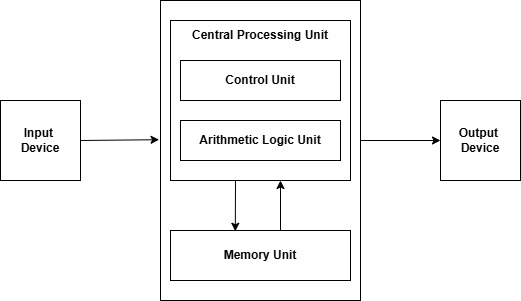 Central Processing Unit
Control Unit
Input
Device
Arithmetic Logic Unit
Output
Device
Memory Unit